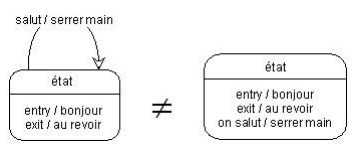 salut / serrer main
état
entry / bonjour
exit / au revoir
≠
état
entry / bonjour
exit / au revoir
on salut / serrer main